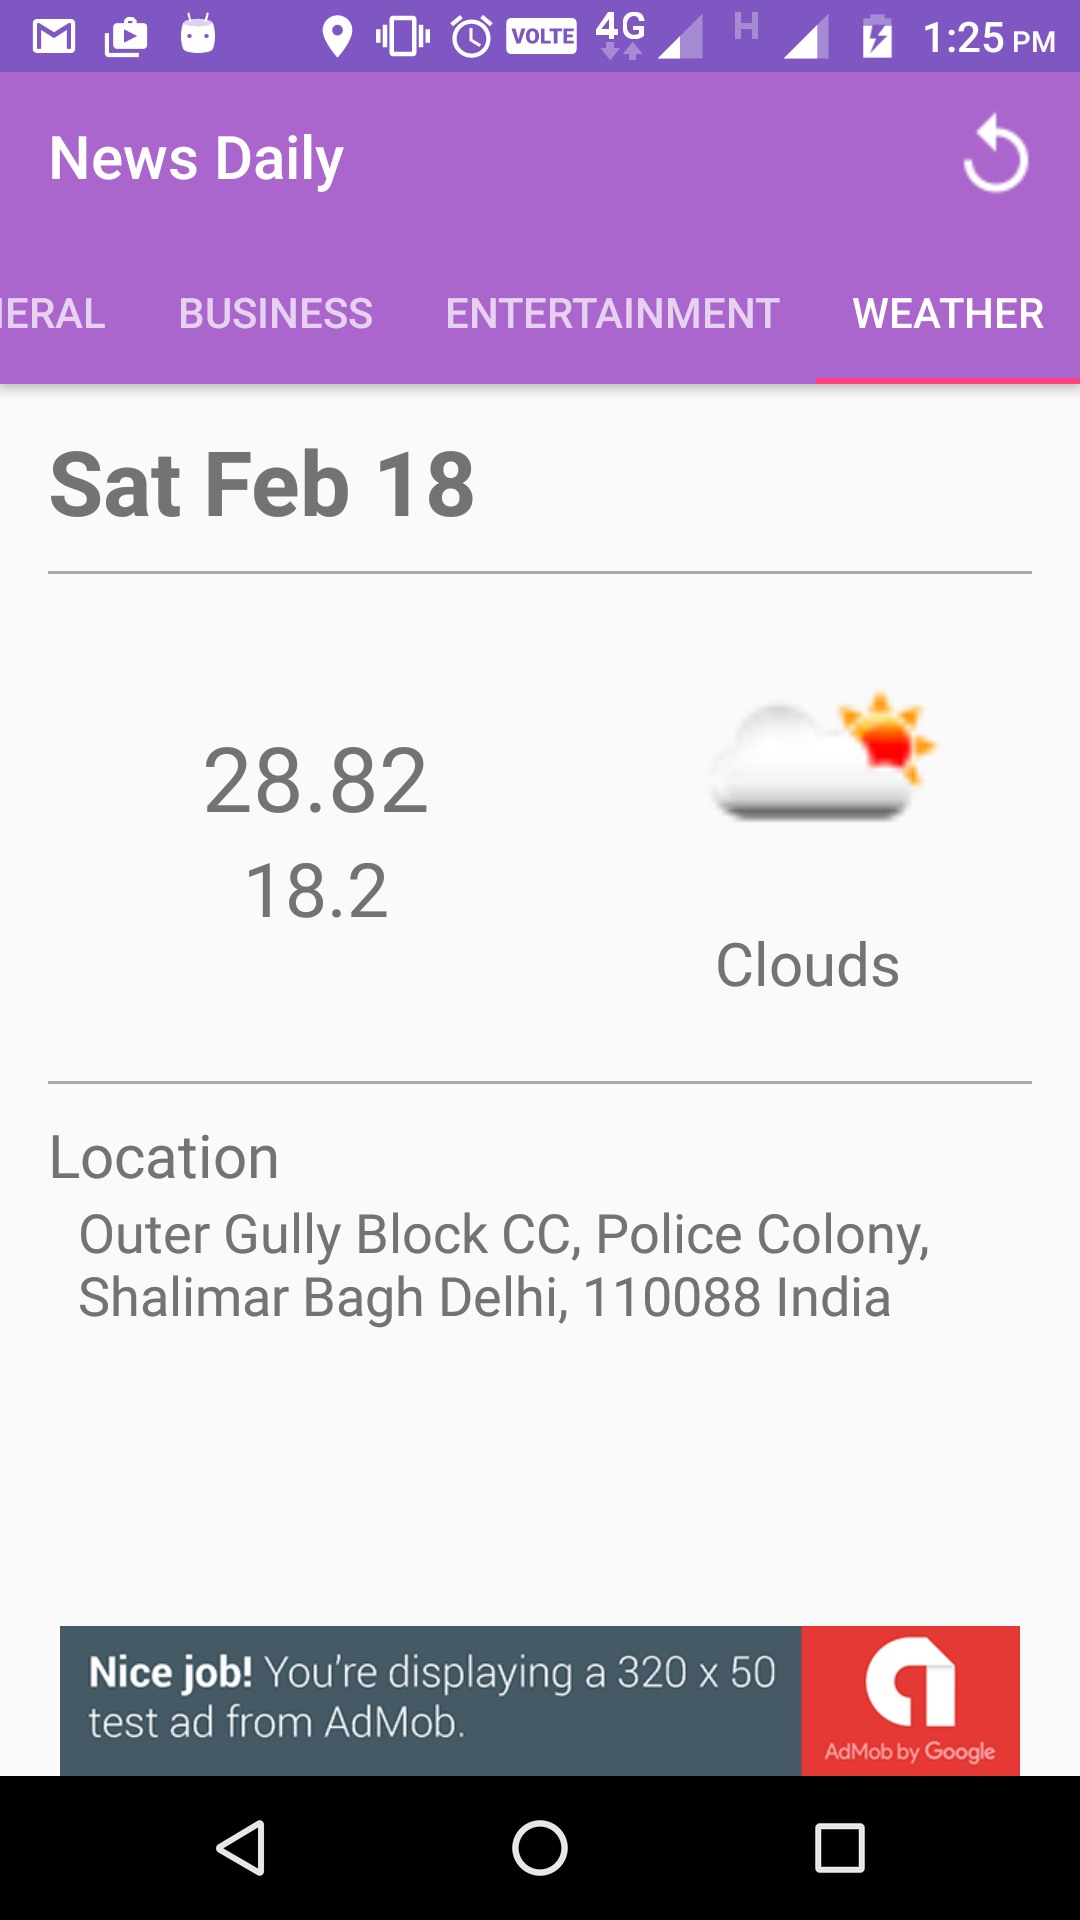 VOLTE 4G H 1:25 PM
News Daily
IERAL BUSINESS ENTERTAINMENT WEATHER
Sat Feb 18
28.82
18.2
Clouds
Location
Outer Gully Block CC, Police Colony,
Shalimar Bagh Delhi, 110088 India
Nice job! You're displaying a 320 x 50
test ad from AdMob.
AdMob by Google